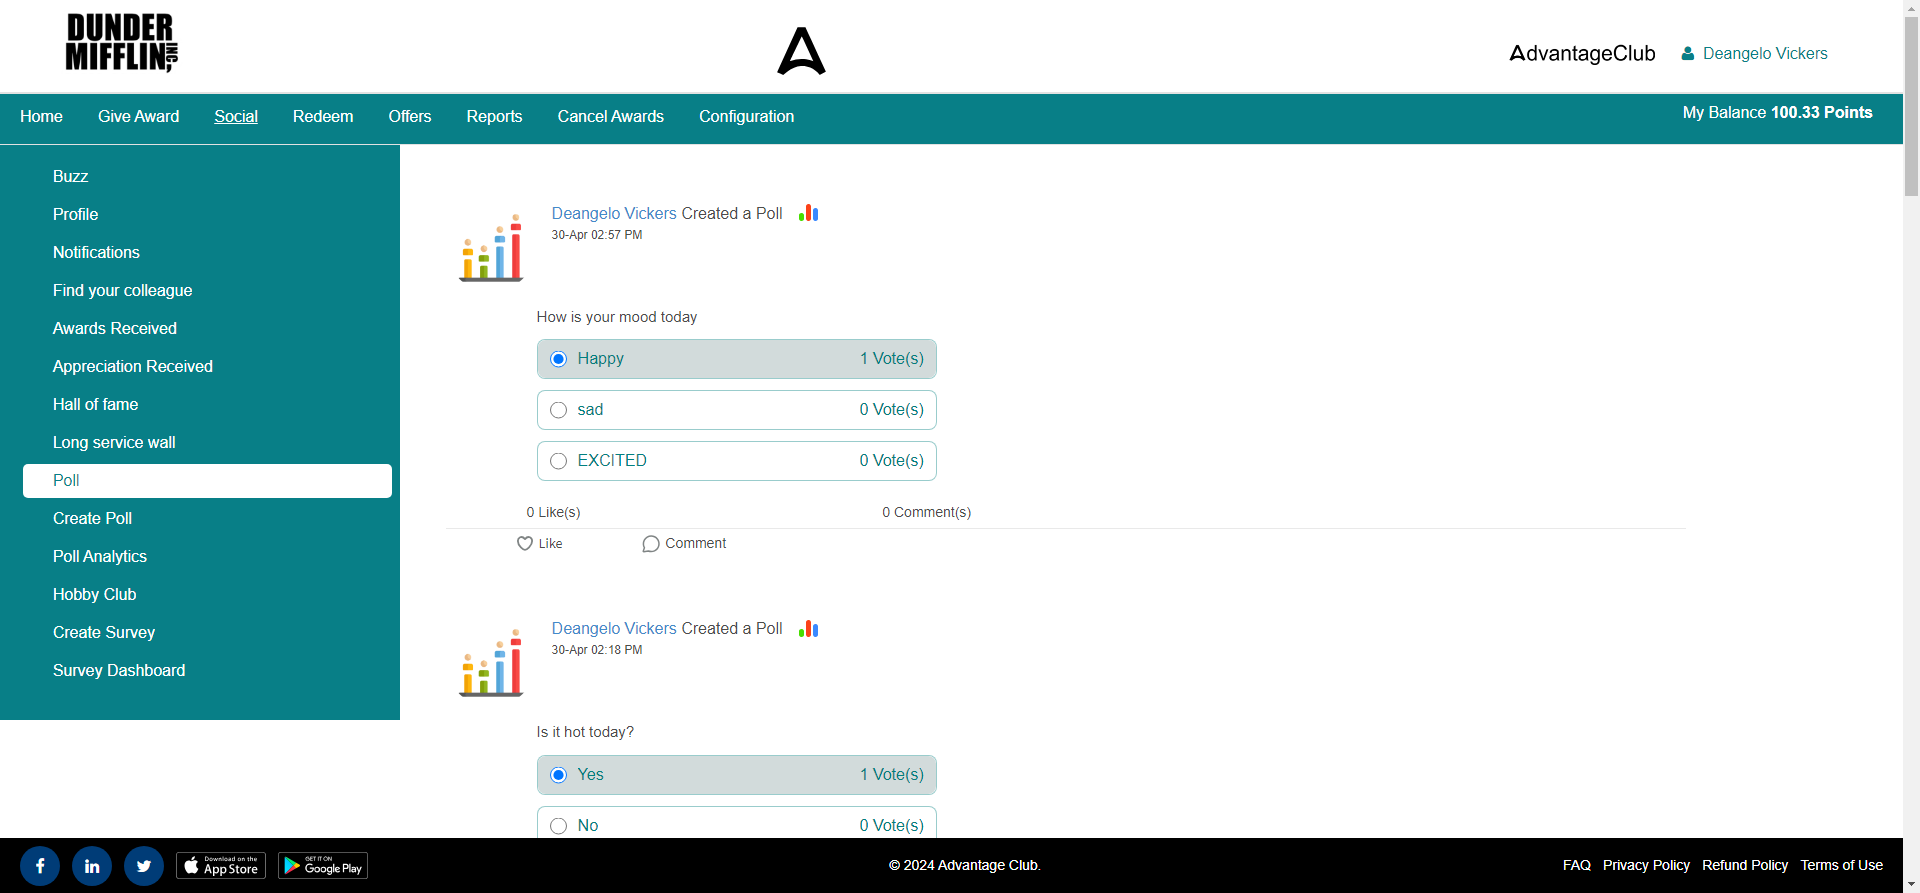 DUNDER
MIFFLIN INC,
AdvantageClub
Deangelo Vickers
Home Give Award Social Redeem Offers Reports Cancel Awards Configuration
My Balance 100.33 Points
Buzz
Profile
Notifications
Find your colleague
Awards Received
Appreciation Received
Hall of fame
Long service wall
Poll
Create Poll
Poll Analytics
Hobby Club
Create Survey
Survey Dashboard
Deangelo Vickers Created a Poll
30-Apr 02:57 PM
How is your mood today
Happy 1 Vote(s)
sad 0 Vote(s)
EXCITED 0 Vote(s)
0 Like(s) 0 Comment(s)
Like Comment
Deangelo Vickers Created a Poll
30-Apr 02:18 PM
Is it hot today?
Yes 1 Vote(s)
No 0 Vote(s)
Download on the
App Store
GET IT ON
Google Play
© 2024 Advantage Club.
FAQ Privacy Policy Refund Policy Terms of Use